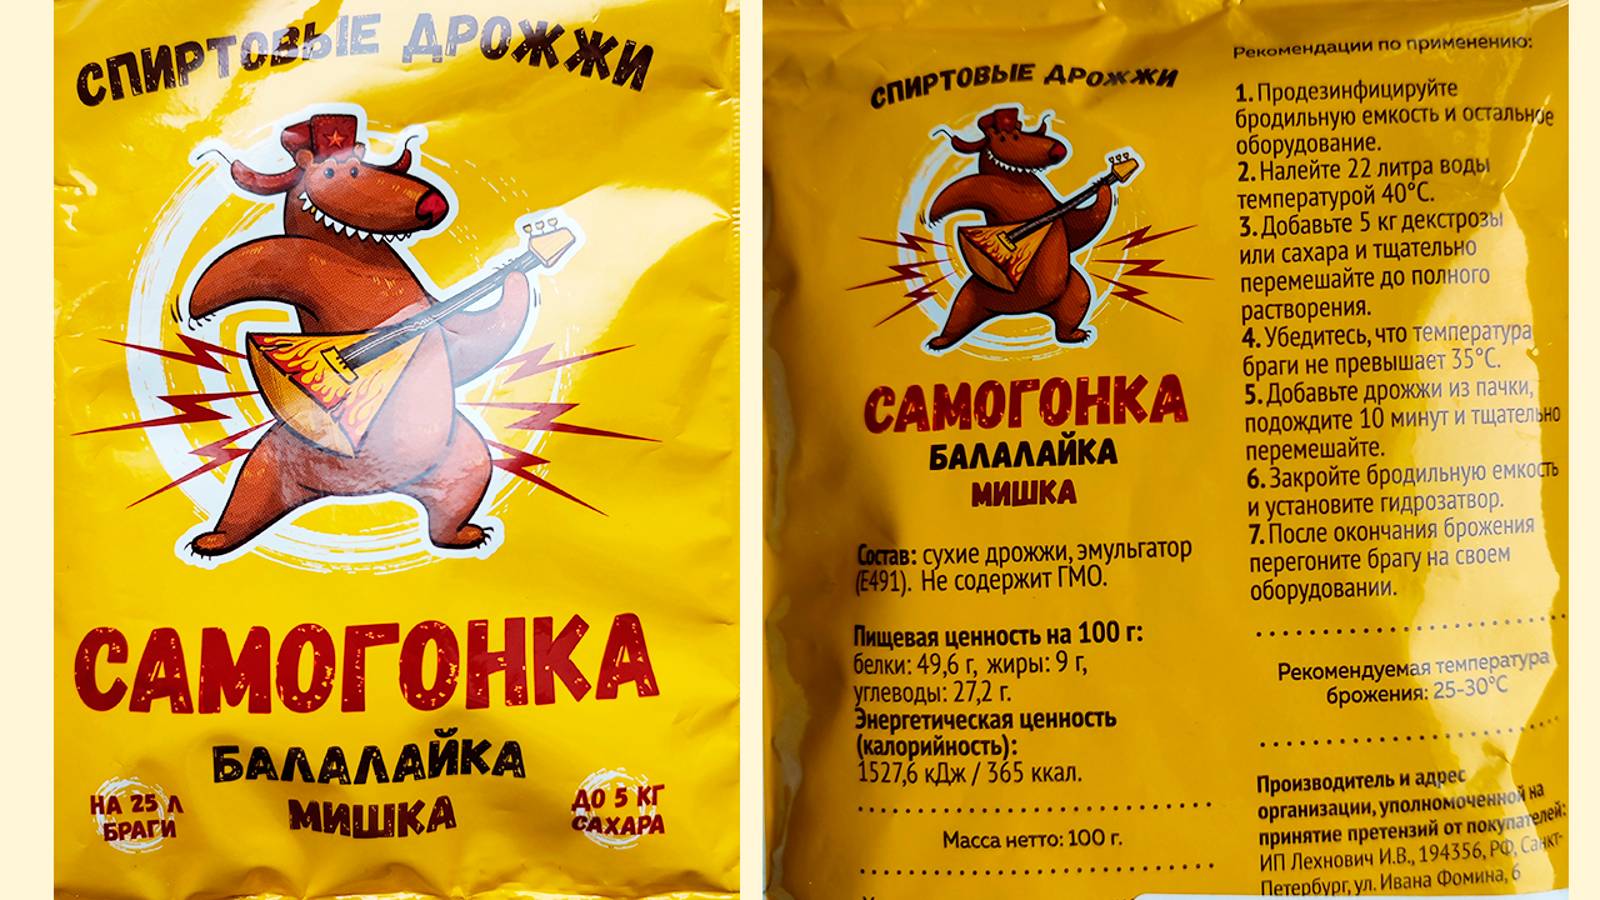 СПИРТОВЫЕ ДРОЖЖИ
САМОГОНКА
БАЛАЛАЙКА
МИШКА
НА 25 Л
БРАГИ
ДО 5 КГ
САХАРА
СПИРТОВЫЕ ДРОЖЖИ
САМОГОНКА
БАЛАЛАЙКА
МИШКА
Состав: сухие дрожжи, эмульгатор
(Е491). Не содержит ГМО.
Пищевая ценность на 100 г:
белки: 49,6 г, жиры: 9 г,
углеводы: 27,2 г.
Энергетическая ценность
(калорийность):
1527,6 кДж / 365 ккал.
Масса нетто: 100 г.
Рекомендации по применению:
1. Продезинфицируйте
бродильную емкость и остальное
оборудование.
2. Налейте 22 литра воды
температурой 40°С.
3. Добавьте 5 кг декстрозы
или сахара и тщательно
перемешайте до полного
растворения.
4. Убедитесь, что температура
браги не превышает 35°С.
5. Добавьте дрожжи из пачки,
подождите 10 минут и тщательно
перемешайте.
6. Закройте бродильную емкость
и установите гидрозатвор.
7. После окончания брожения
перегоните брагу на своем
оборудовании.
Рекомендуемая температура
брожения: 25-30°С
Производитель и адрес
организации, уполномоченной на
принятие претензий от покупателей:
ИП Лехнович И.В., 194356, РФ, Санкт-
Петербург, ул. Ивана Фомина, 6